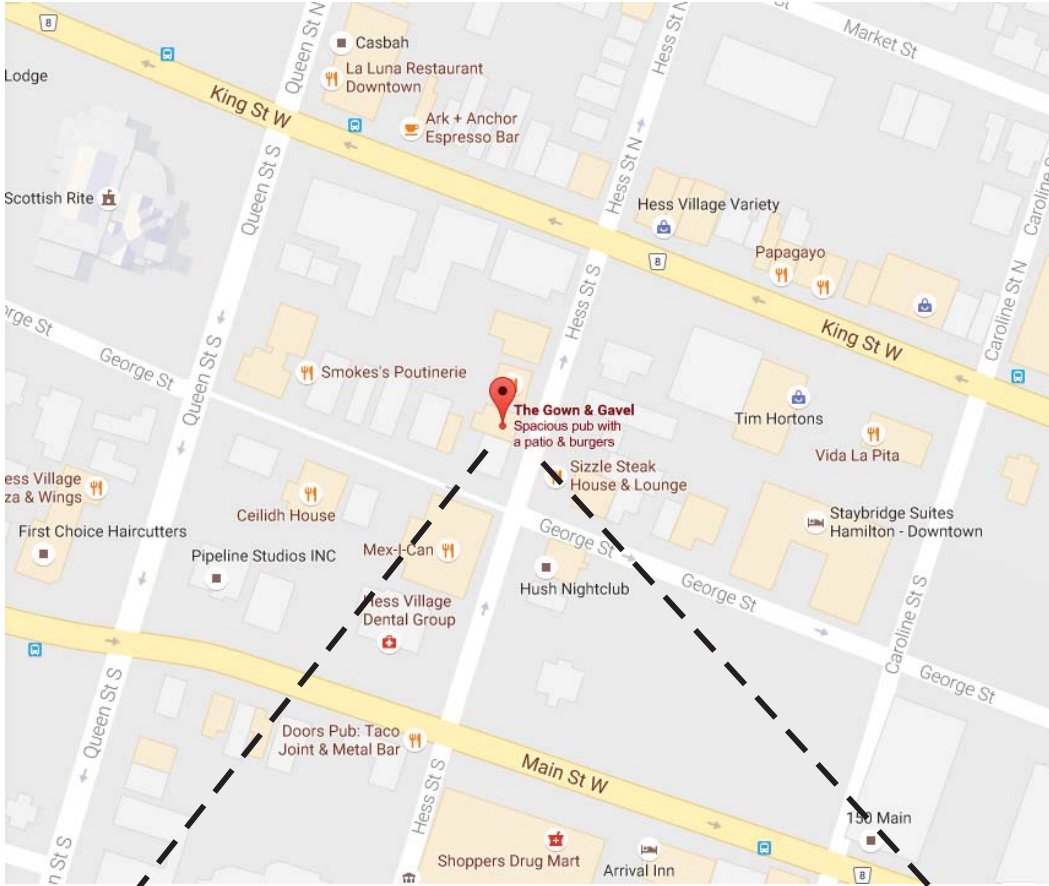 8
Queen St N
Casbah
Hess St N
St
Market St
Lodge
La Luna Restaurant
Downtown
King St W
Ark + Anchor
Espresso Bar
Scottish Rite
Queen St S
Hess Village Variety
Caroline St N
Papagayo
8
Hess St S
orge St
George St
King St W
Queen St S
Smokes's Poutinerie
The Gown & Gavel
Spacious pub with
a patio & burgers
Tim Hortons
Vida La Pita
Sizzle Steak
House & Lounge
ess Village
za & Wings
Ceilidh House
Staybridge Suites
Hamilton - Downtown
First Choice Haircutters
Pipeline Studios INC
Mex-I-Can
George St
Hush Nightclub
George St
Hess Village
Dental Group
Caroline St S
George St
Queen St S
Doors Pub: Taco
Joint & Metal Bar
Main St W
Hess St S
150 Main
Shoppers Drug Mart
Arrival Inn
8
n St S